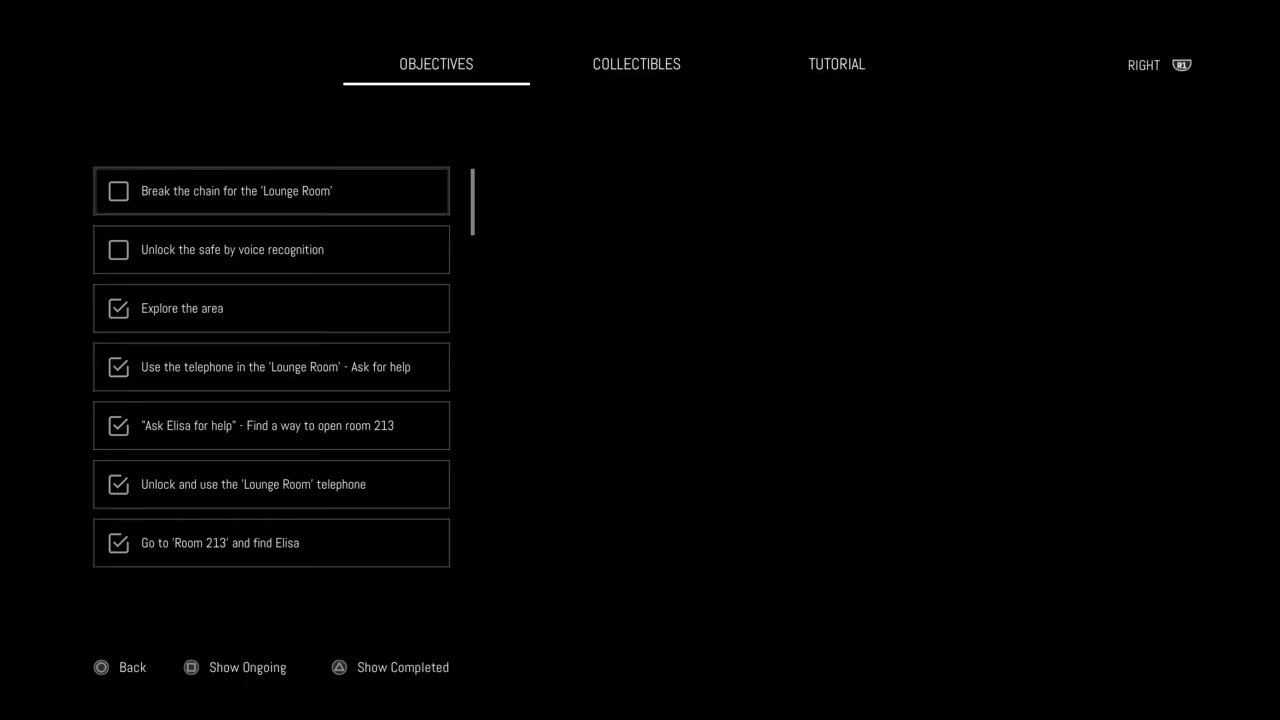 OBJECTIVES
COLLECTIBLES
TUTORIAL
RIGHT R1
Break the chain for the 'Lounge Room'
Unlock the safe by voice recognition
Explore the area
Use the telephone in the 'Lounge Room' - Ask for help
"Ask Elisa for help" - Find a way to open room 213
Unlock and use the 'Lounge Room' telephone
Go to 'Room 213' and find Elisa
Back
Show Ongoing
Show Completed